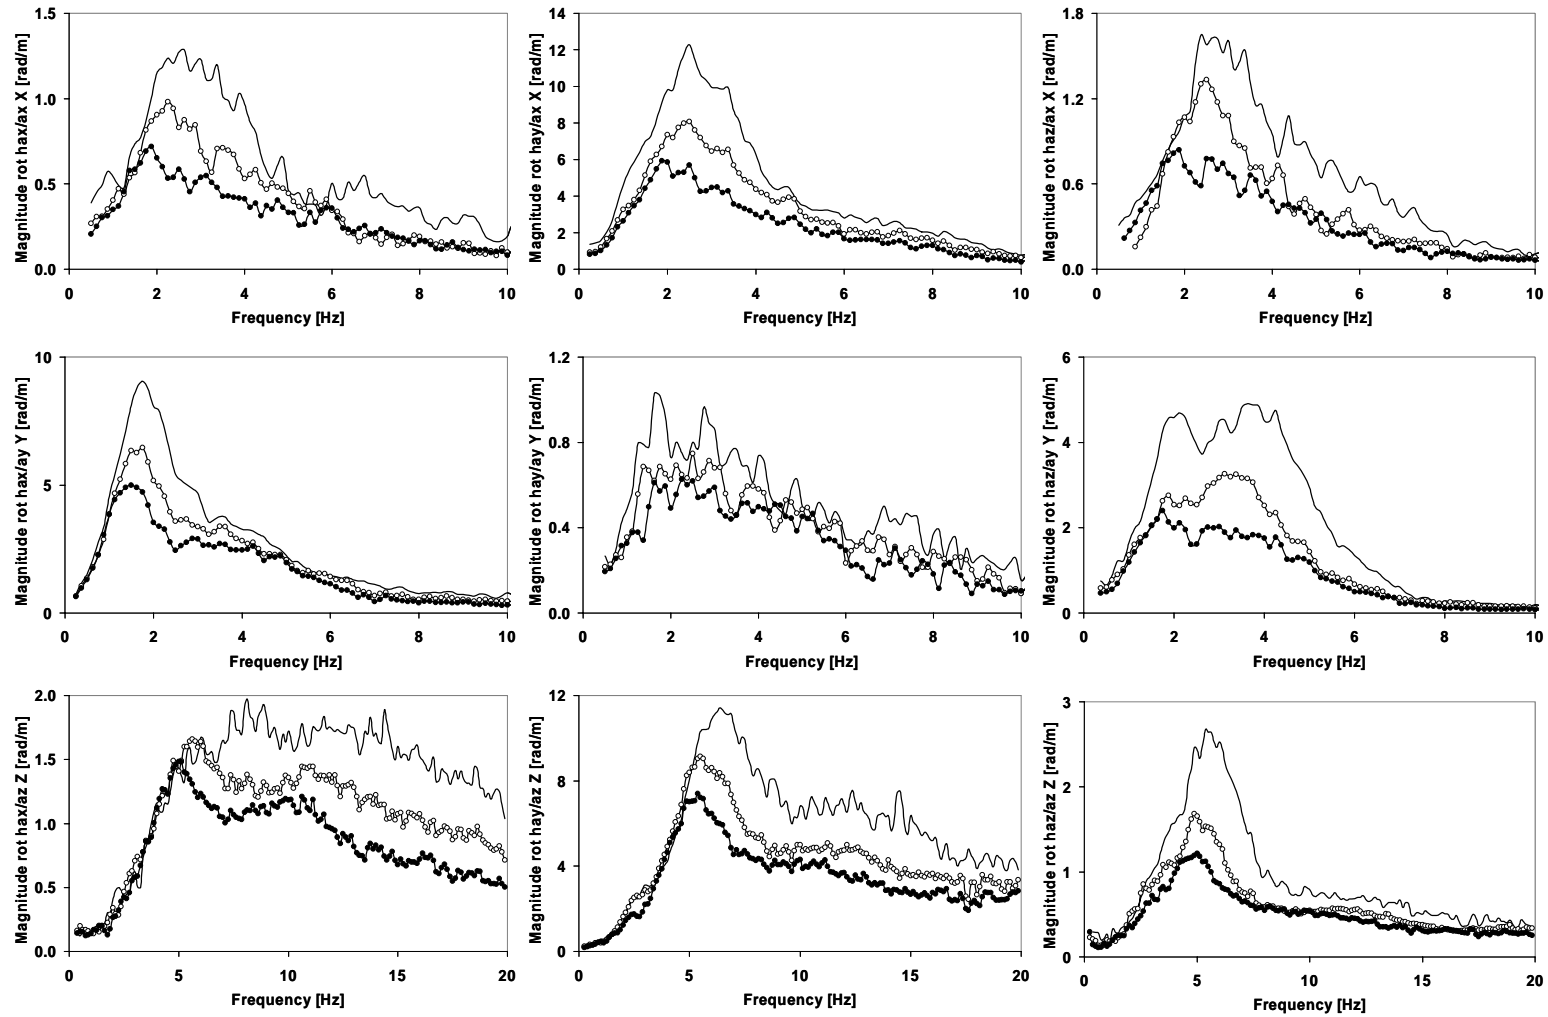 Magnitude rot hax/ax X [rad/m]
1.5
1.0
0.5
0.0
0 2 4 6 8 10
Frequency [Hz]
Magnitude rot hay/ax X [rad/m]
14
12
10
8
6
4
2
0
0 2 4 6 8 10
Frequency [Hz]
Magnitude rot haz/ax X [rad/m]
1.8
1.2
0.6
0.0
0 2 4 6 8 10
Frequency [Hz]
Magnitude rot hax/ay Y [rad/m]
10
5
0
0 2 4 6 8 10
Frequency [Hz]
Magnitude rot hay/ay Y [rad/m]
1.2
0.8
0.4
0.0
0 2 4 6 8 10
Frequency [Hz]
Magnitude rot haz/ay Y [rad/m]
6
4
2
0
0 2 4 6 8 10
Frequency [Hz]
Magnitude rot hax/az Z [rad/m]
2.0
1.5
1.0
0.5
0.0
0 5 10 15 20
Frequency [Hz]
Magnitude rot hay/az Z [rad/m]
12
8
4
0
0 5 10 15 20
Frequency [Hz]
Magnitude rot haz/az Z [rad/m]
3
2
1
0
0 5 10 15 20
Frequency [Hz]